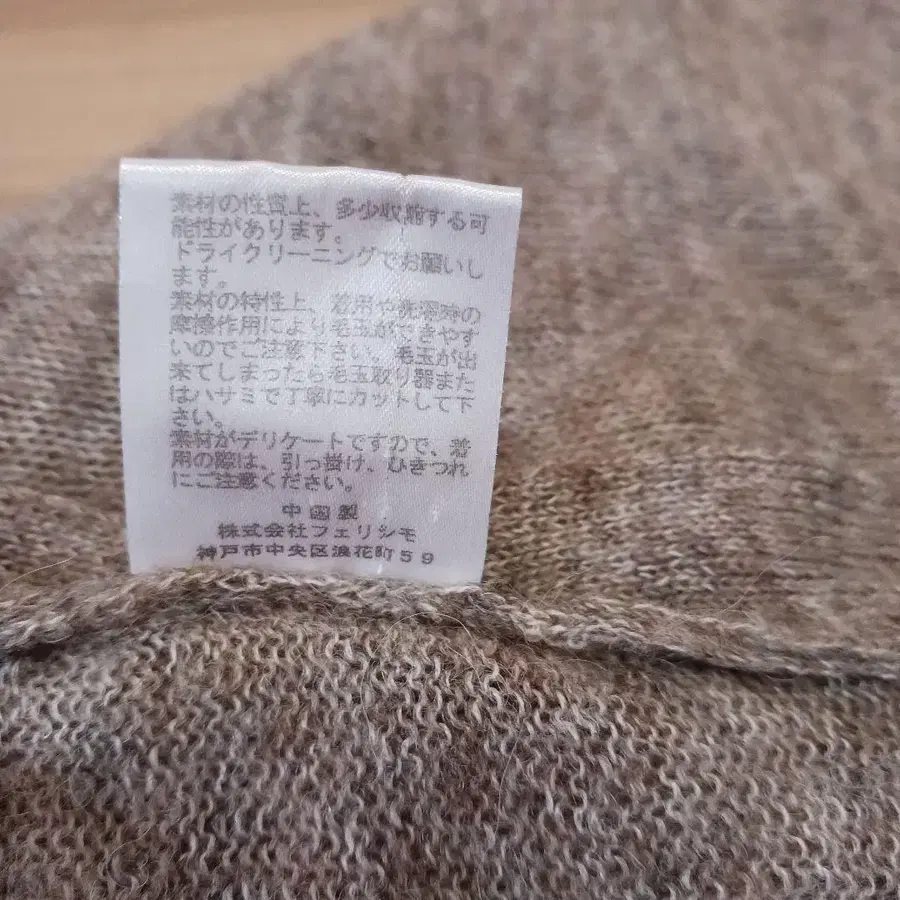 素材の性質上、多少収縮する可
能性があります。
ドライクリーニングでお願いし
ます。
素材の特性上、着用や洗濯時の
摩擦作用により毛玉ができやす
いのでご注意下さい。毛玉が出
来てしまったら毛玉取り器また
はハサミで丁寧にカットして下
さい。
素材がデリケートですので、着
用の際は、引っ掛け、ひきつれ
にご注意ください。
中国製
株式会社フェリシモ
神戸市中央区浪花町59